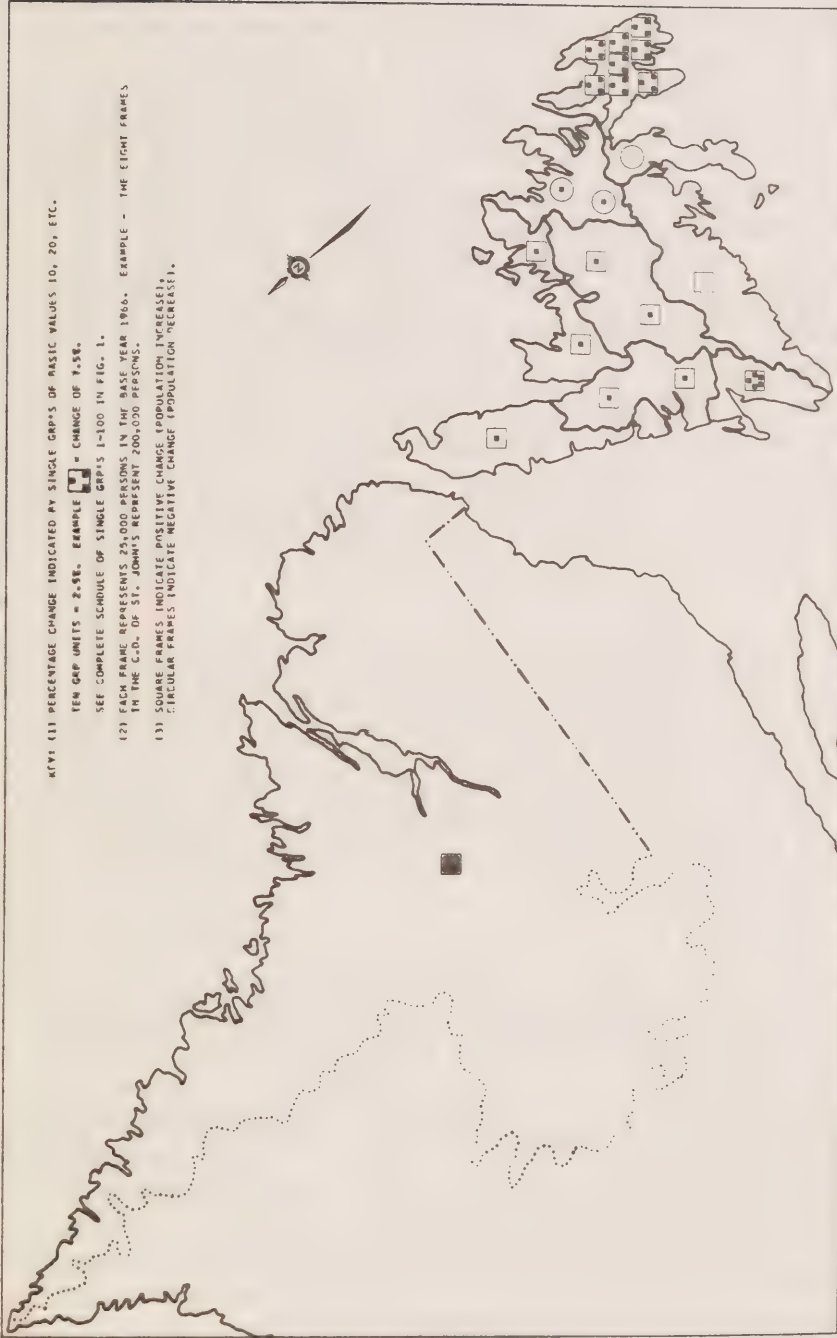 KEY: (1) PERCENTAGE CHANGE INDICATED BY SINGLE GRP'S OF BASIC VALUES 10, 20, ETC.
TEN GRP UNITS = 2.5%. EXAMPLE = CHANGE OF 7.5%.
SEE COMPLETE SCHDULE OF SINGLE GRP'S 1-100 IN FIG. 1.
(2) EACH FRAME REPRESENTS 25,000 PERSONS IN THE BASE YEAR 1966. EXAMPLE - THE EIGHT FRAMES
IN THE C.D. OF ST. JOHN'S REPRESENT 200,000 PERSONS.
(3) SQUARE FRAMES INDICATE POSITIVE CHANGE (POPULATION INCREASE),
CIRCULAR FRAMES INDICATE NEGATIVE CHANGE (POPULATION DECREASE).